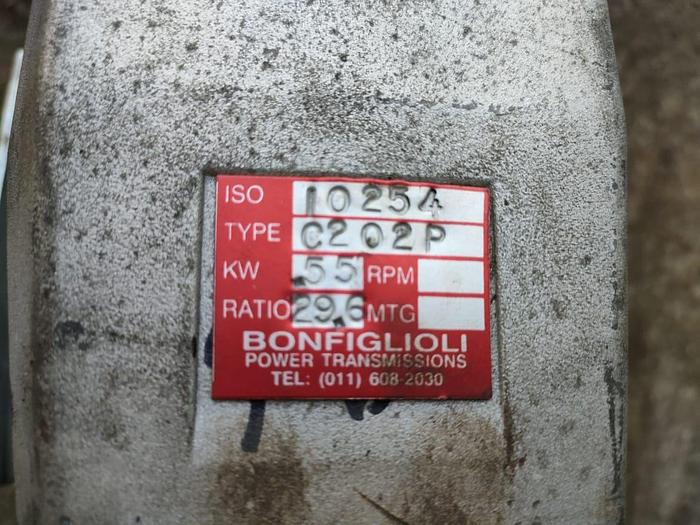 ISO 10254
TYPE C202P
KW .55 RPM
RATIO 29.6 MTG
BONFIGLIOLI
POWER TRANSMISSIONS
TEL: (011) 608-2030